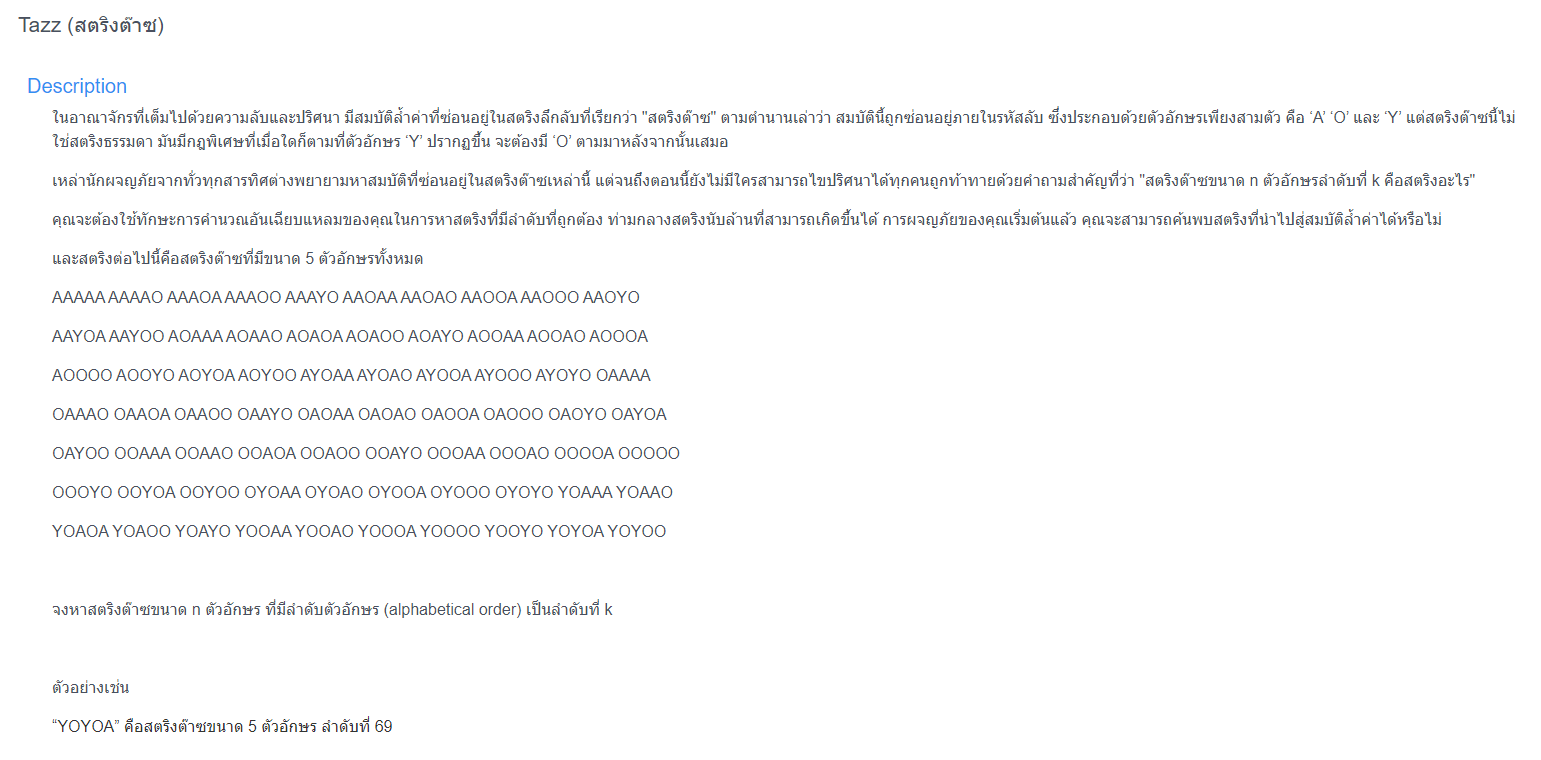 Tazz (สตริงต๊าซ)
Description
ในอาณาจักรที่เต็มไปด้วยความลับและปริศนา มีสมบัติล้ำค่าที่ซ่อนอยู่ในสตริงลึกลับที่เรียกว่า "สตริงต๊าซ" ตามตำนานเล่าว่า สมบัตินี้ถูกซ่อนอยู่ภายในรหัสลับ ซึ่งประกอบด้วยตัวอักษรเพียงสามตัว คือ ‘A’ ‘O’ และ ‘Y’ แต่สตริงต๊าซนี้ไม่
ใช่สตริงธรรมดา มันมีกฎพิเศษที่เมื่อใดก็ตามที่ตัวอักษร ‘Y’ ปรากฏขึ้น จะต้องมี ‘O’ ตามมาหลังจากนั้นเสมอ
เหล่านักผจญภัยจากทั่วทุกสารทิศต่างพยายามหาสมบัติที่ซ่อนอยู่ในสตริงต๊าซเหล่านี้ แต่จนถึงตอนนี้ยังไม่มีใครสามารถไขปริศนาได้ทุกคนถูกท้าทายด้วยคำถามสำคัญที่ว่า "สตริงต๊าซขนาด n ตัวอักษรลำดับที่ k คือสตริงอะไร"
คุณจะต้องใช้ทักษะการคำนวณอันเฉียบแหลมของคุณในการหาสตริงที่มีลำดับที่ถูกต้อง ท่ามกลางสตริงนับล้านที่สามารถเกิดขึ้นได้ การผจญภัยของคุณเริ่มต้นแล้ว คุณจะสามารถค้นพบสตริงที่นำไปสู่สมบัติล้ำค่าได้หรือไม่
และสตริงต่อไปนี้คือสตริงต๊าซที่มีขนาด 5 ตัวอักษรทั้งหมด
AAAAA AAAAO AAAOA AAAOO AAAYO AAOAA AAOAO AAOOA AAOOO AAOYO
AAYOA AAYOO AOAAA AOAAO AOAOA AOAOO AOAYO AOOAA AOOAO AOOOA
AOOOO AOOYO AOYOA AOYOO AYOAA AYOAO AYOOA AYOOO AYOYO OAAAA
OAAAO OAAOA OAAOO OAAYO OAOAA OAOAO OAOOA OAOOO OAOYO OAYOA
OAYOO OOAAA OOAAO OOAOA OOAOO OOAYO OOOAA OOOAO OOOOA OOOOO
OOOYO OOYOA OOYOO OYOAA OYOAO OYOOA OYOOO OYOYO YOAAA YOAAO
YOAOA YOAOO YOAYO YOOAA YOOAO YOOOA YOOOO YOOYO YOYOA YOYOO
จงหาสตริงต๊าซขนาด n ตัวอักษร ที่มีลำดับตัวอักษร (alphabetical order) เป็นลำดับที่ k
ตัวอย่างเช่น
“YOYOA” คือสตริงต๊าซขนาด 5 ตัวอักษร ลำดับที่ 69